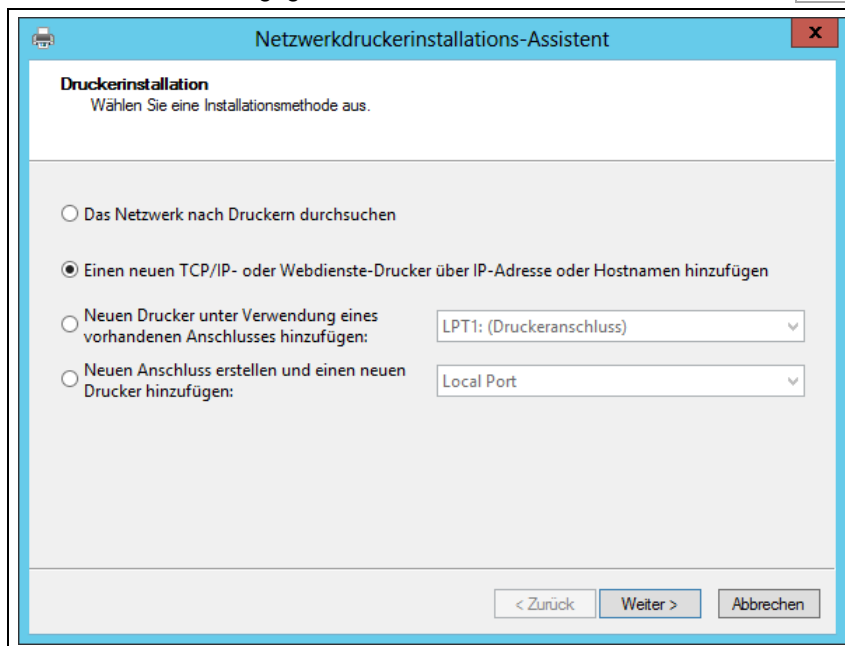 Netzwerkdruckerinstallations-Assistent
x
Druckerinstallation
Wählen Sie eine Installationsmethode aus.
Das Netzwerk nach Druckern durchsuchen
Einen neuen TCP/IP- oder Webdienste-Drucker über IP-Adresse oder Hostnamen hinzufügen
Neuen Drucker unter Verwendung eines
vorhandenen Anschlusses hinzufügen:
LPT1: (Druckeranschluss)
Neuen Anschluss erstellen und einen neuen
Drucker hinzufügen:
Local Port
< Zurück
Weiter >
Abbrechen